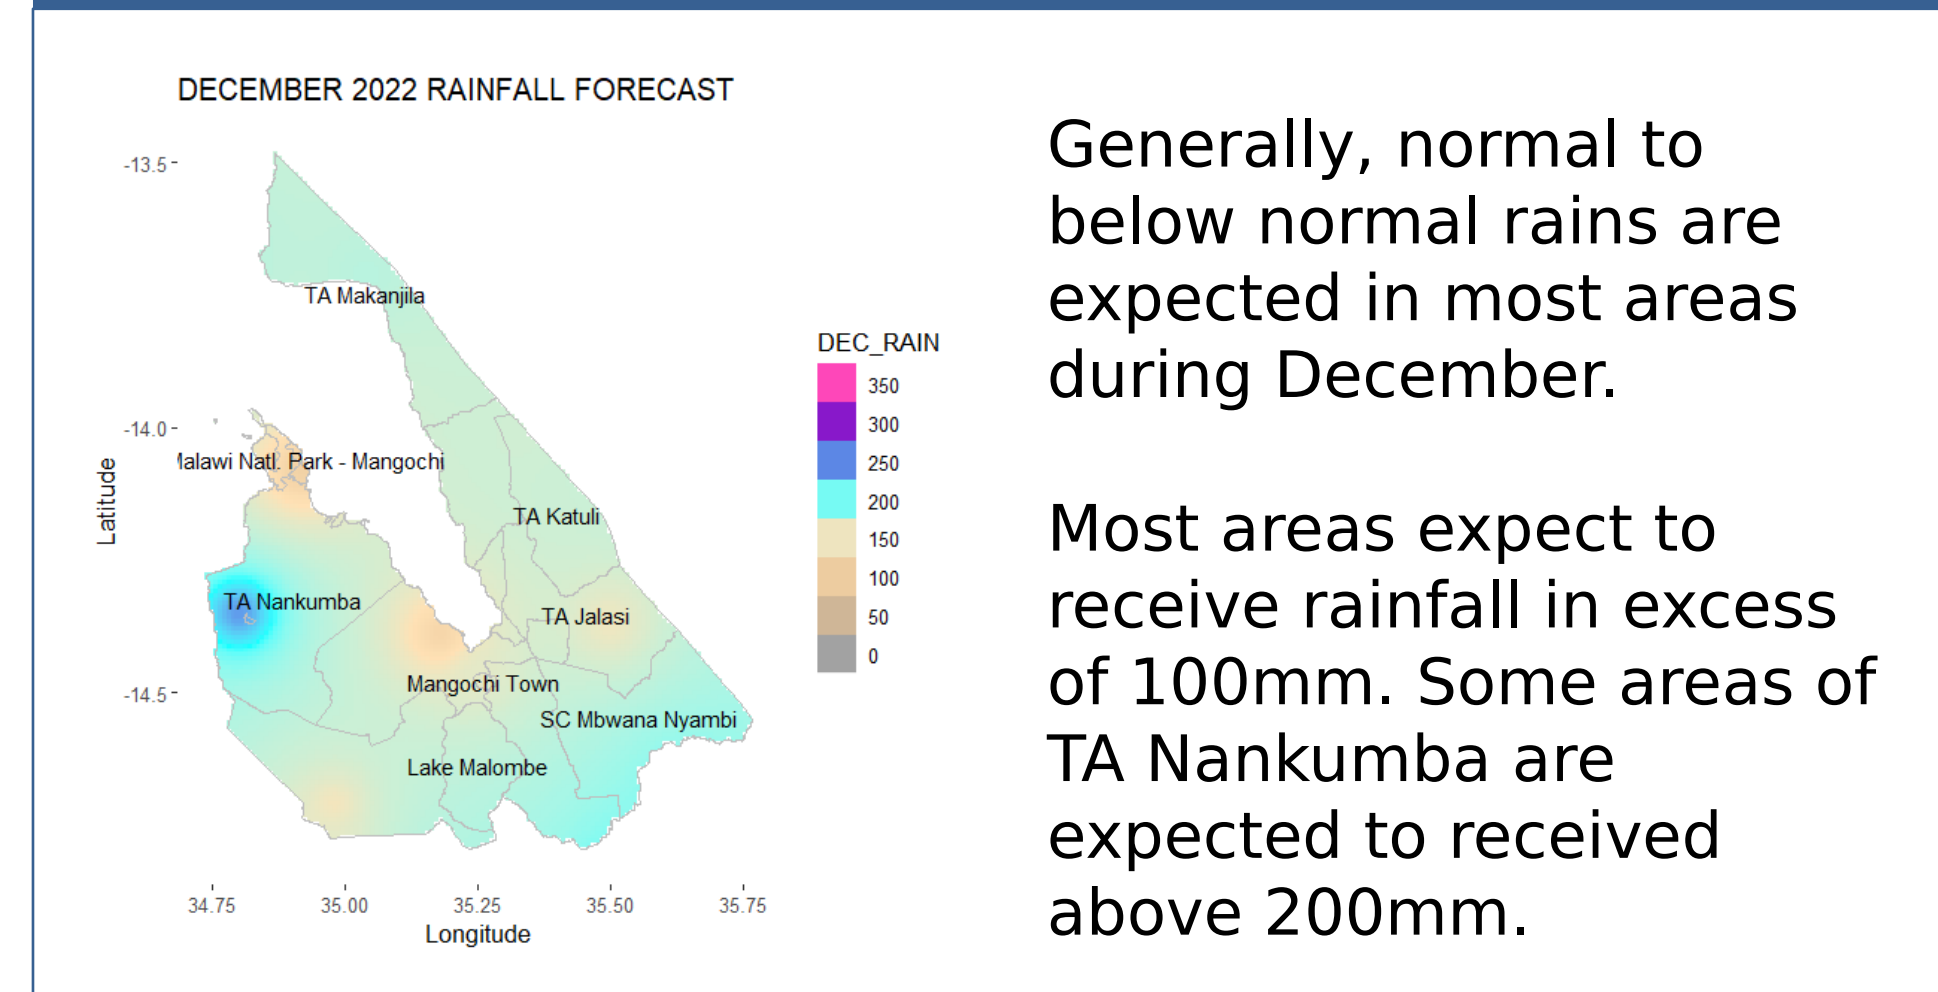 DECEMBER 2022 RAINFALL FORECAST
-13.5
-14.0
-14.5
Latitude
TA Makanjila
Malawi Natl. Park - Mangochi
TA Katuli
TA Nankumba
TA Jalasi
Mangochi Town
SC Mbwana Nyambi
Lake Malombe
34.75 35.00 35.25 35.50 35.75
Longitude
DEC_RAIN
350
300
250
200
150
100
50
0
Generally, normal to
below normal rains are
expected in most areas
during December.
Most areas expect to
receive rainfall in excess
of 100mm. Some areas of
TA Nankumba are
expected to received
above 200mm.